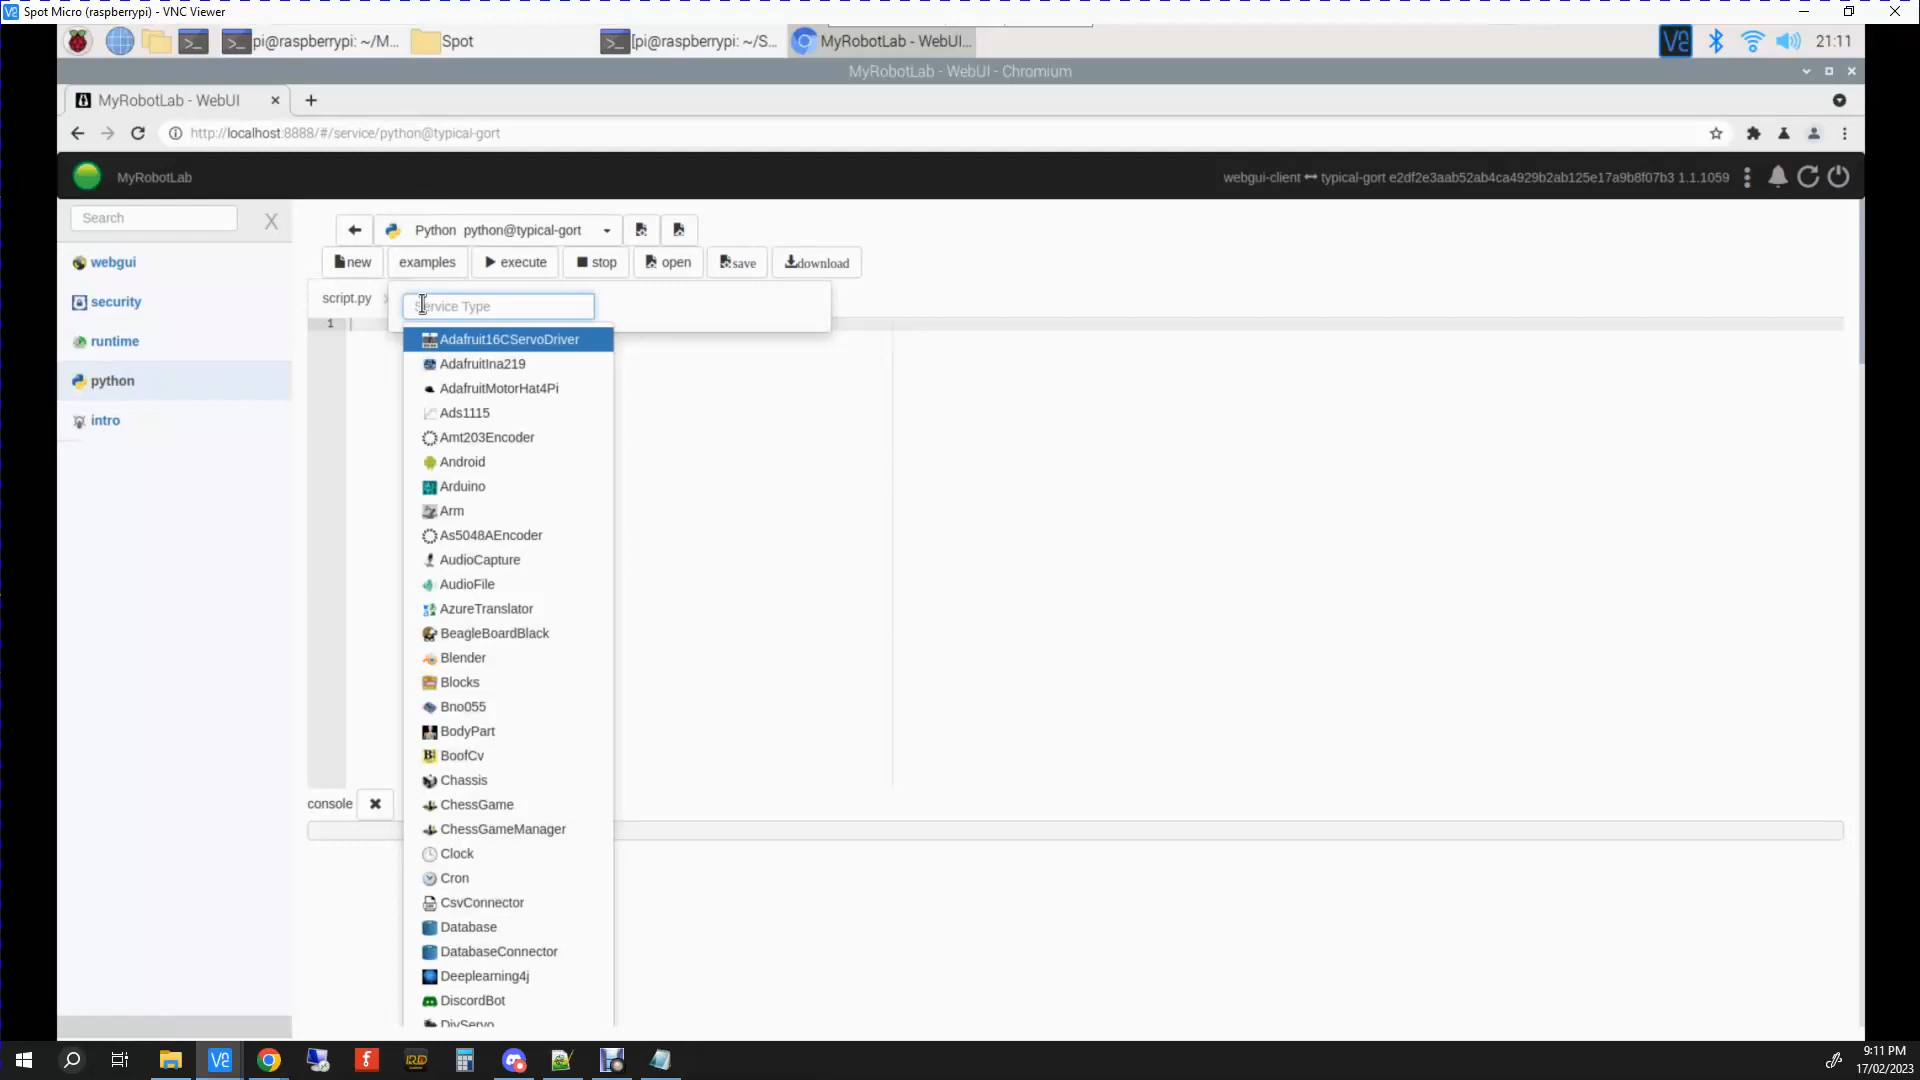 Spot Micro (raspberrypi) - VNC Viewer
pi@raspberrypi: ~/M...
Spot
[pi@raspberrypi: ~/S...
MyRobotLab - WebUI...
21:11
MyRobotLab - WebUI - Chromium
MyRobotLab - WebUI
http://localhost:8888/#/service/python@typical-gort
MyRobotLab
webgui-client ⬌ typical-gort e2df2e3aab52ab4ca4929b2ab125e17a9b8f07b3 1.1.1059
Search
X
webgui
security
runtime
python
intro
Python python@typical-gort
new
examples
execute
stop
open
save
download
script.py
Service Type
1
Adafruit16CServoDriver
AdafruitIna219
AdafruitMotorHat4Pi
Ads1115
Amt203Encoder
Android
Arduino
Arm
As5048AEncoder
AudioCapture
AudioFile
AzureTranslator
BeagleBoardBlack
Blender
Blocks
Bno055
BodyPart
BoofCv
Chassis
ChessGame
ChessGameManager
Clock
Cron
CsvConnector
Database
DatabaseConnector
Deeplearning4j
DiscordBot
DiyServo
console
9:11 PM
17/02/2023